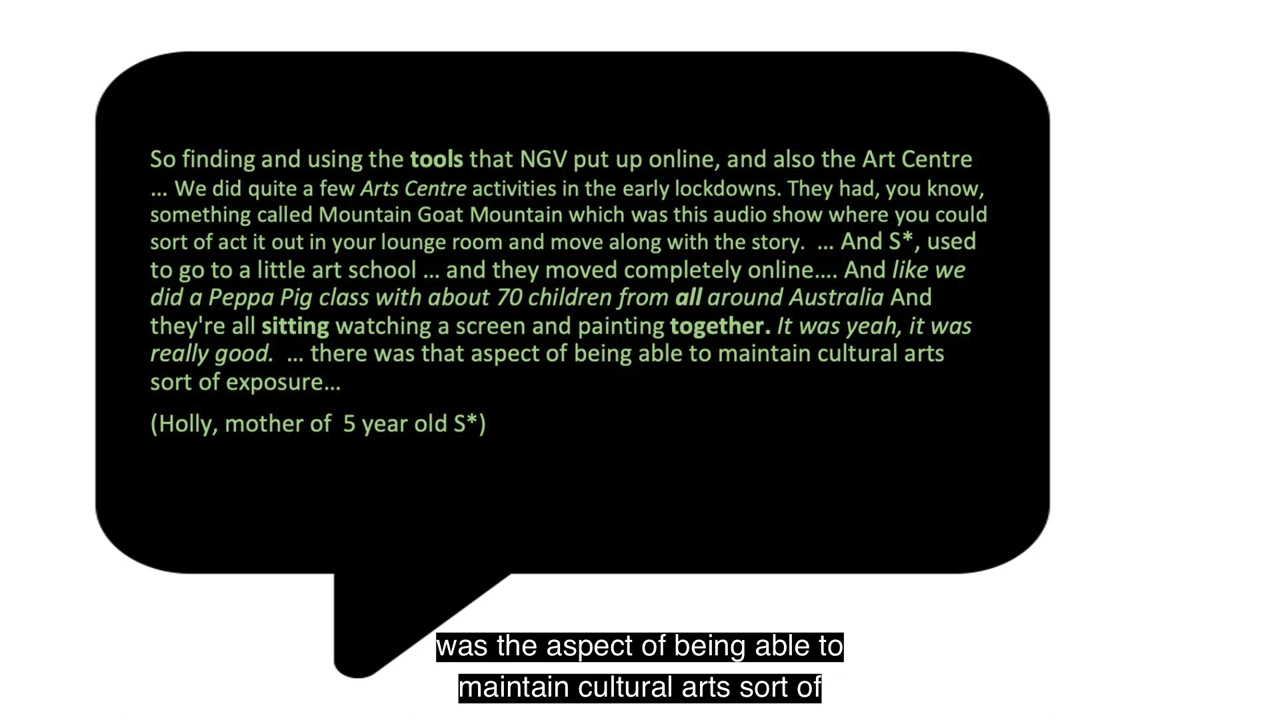 So finding and using the tools that NGV put up online, and also the Art Centre
... We did quite a few Arts Centre activities in the early lockdowns. They had, you know,
something called Mountain Goat Mountain which was this audio show where you could
sort of act it out in your lounge room and move along with the story.  ... And S*, used
to go to a little art school ... and they moved completely online.... And like we
did a Peppa Pig class with about 70 children from all around Australia And
they're all sitting watching a screen and painting together. It was yeah, it was
really good.  ... there was that aspect of being able to maintain cultural arts
sort of exposure...
(Holly, mother of  5 year old S*)
was the aspect of being able to
maintain cultural arts sort of